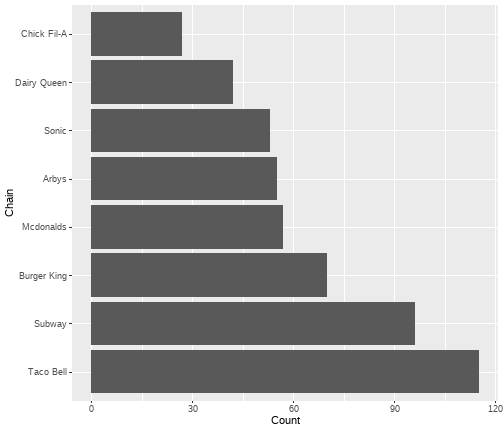 Chick Fil-A
Dairy Queen
Sonic
Arbys
Mcdonalds
Burger King
Subway
Taco Bell
Chain
0 30 60 90 120
Count